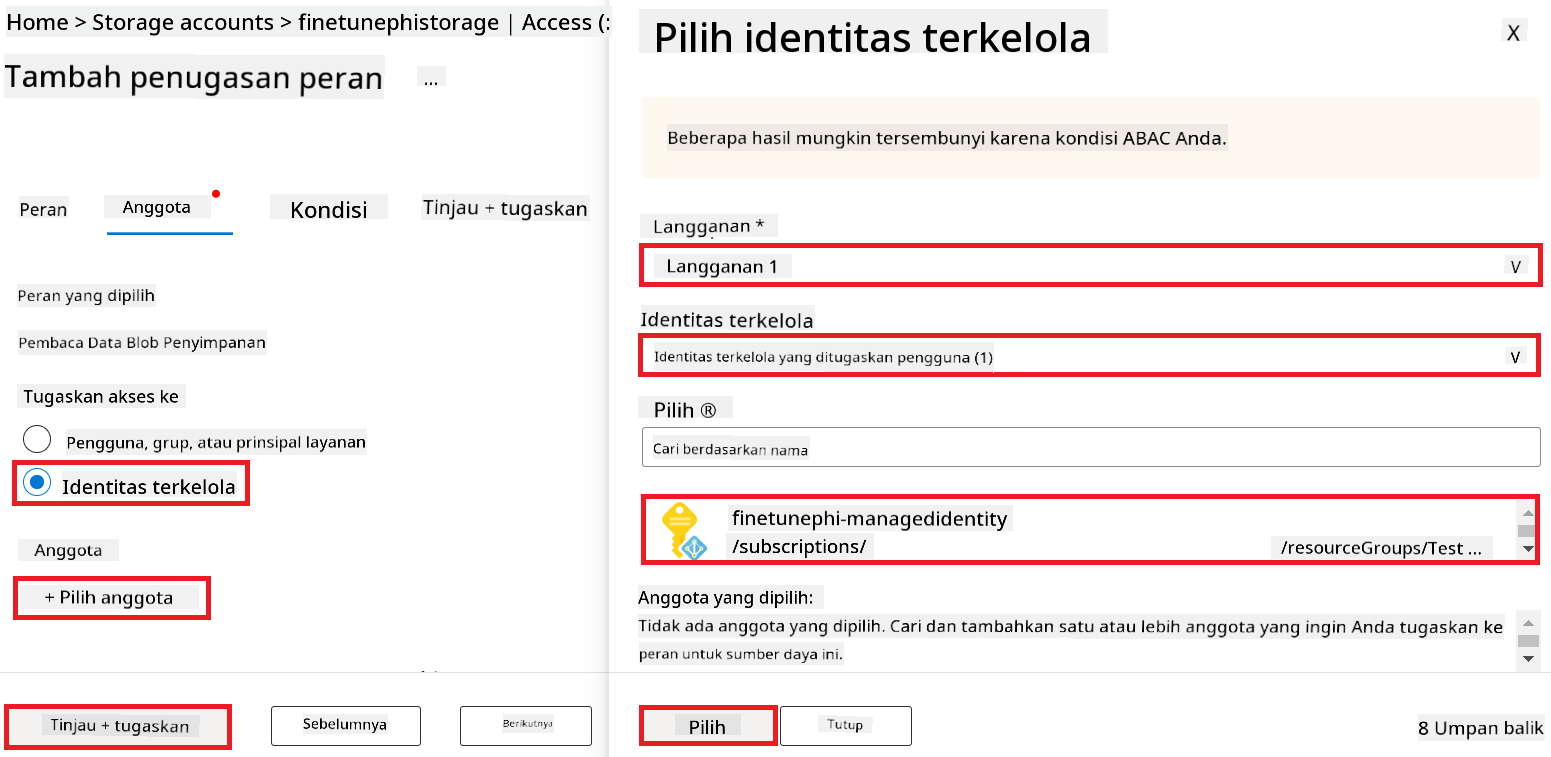 Home > Storage accounts > finetunephistorage | Access (:
Tambah penugasan peran
...
Peran
Anggota
Kondisi
Tinjau + tugaskan
Peran yang dipilih
Pembaca Data Blob Penyimpanan
Tugaskan akses ke
Pengguna, grup, atau prinsipal layanan
Identitas terkelola
Anggota
+ Pilih anggota
Tinjau + tugaskan
Sebelumnya
Berikutnya
Pilih identitas terkelola
X
Beberapa hasil mungkin tersembunyi karena kondisi ABAC Anda.
Langganan *
Langganan 1
V
Identitas terkelola
Identitas terkelola yang ditugaskan pengguna (1)
V
Pilih ®
Cari berdasarkan nama
finetunephi-managedidentity
/subscriptions/
/resourceGroups/Test ...
Anggota yang dipilih:
Tidak ada anggota yang dipilih. Cari dan tambahkan satu atau lebih anggota yang ingin Anda tugaskan ke
peran untuk sumber daya ini.
Pilih
Tutup
8 Umpan balik